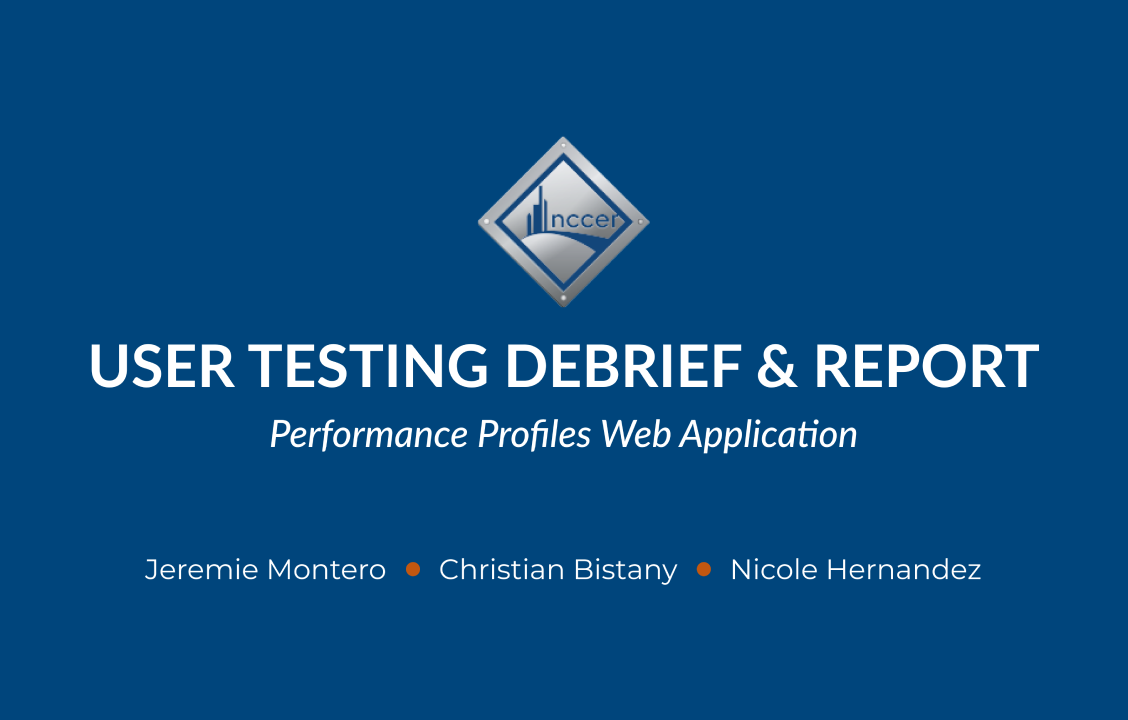 nccer
USER TESTING DEBRIEF & REPORT
Performance Profiles Web Application
Jeremie Montero ● Christian Bistany ● Nicole Hernandez